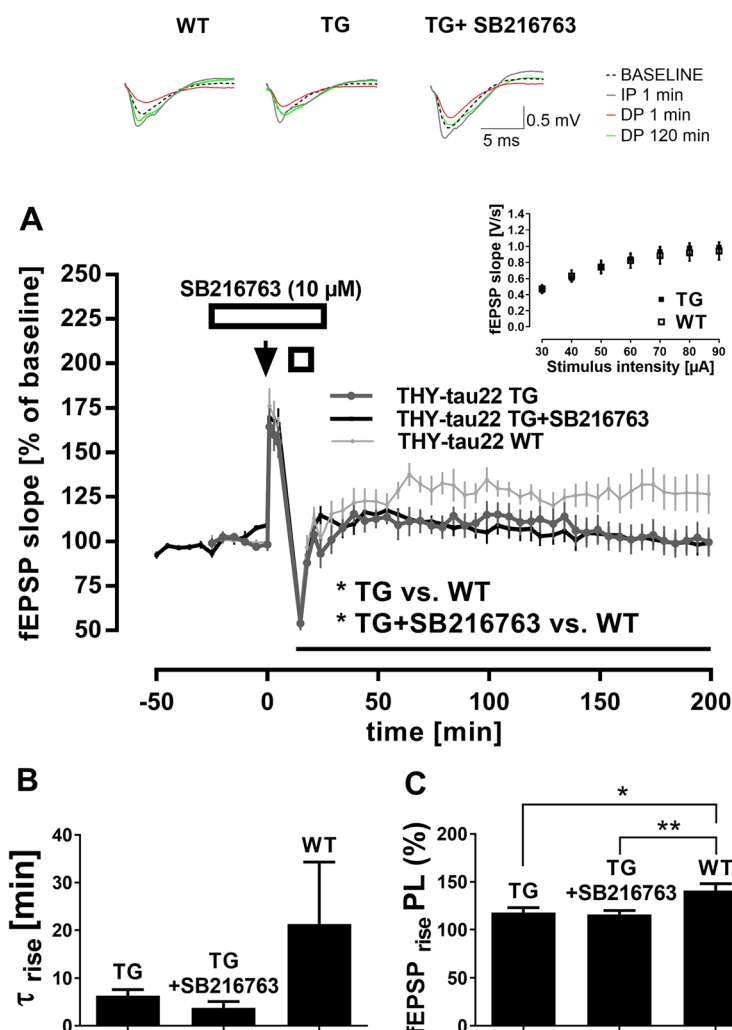 WT TG TG+ SB216763
BASELINE
IP 1 min
DP 1 min
DP 120 min
0.5 mV
5 ms
A
fEPSP slope [% of baseline]
250
225
200
175
150
125
100
75
50
SB216763 (10 µM)
fEPSP slope [V/s]
1.4
1.2
1.0
0.8
0.6
0.4
0.2
0.0
TG
WT
30 40 50 60 70 80 90
Stimulus intensity [µA]
THY-tau22 TG
THY-tau22 TG+SB216763
THY-tau22 WT
* TG vs. WT
* TG+SB216763 vs. WT
-50 0 50 100 150 200
time [min]
B
τ rise [min]
40
30
20
10
0
TG
TG
+SB216763
WT
C
fEPSP rise PL (%)
200
150
100
50
0
*
**
TG
TG
+SB216763
WT